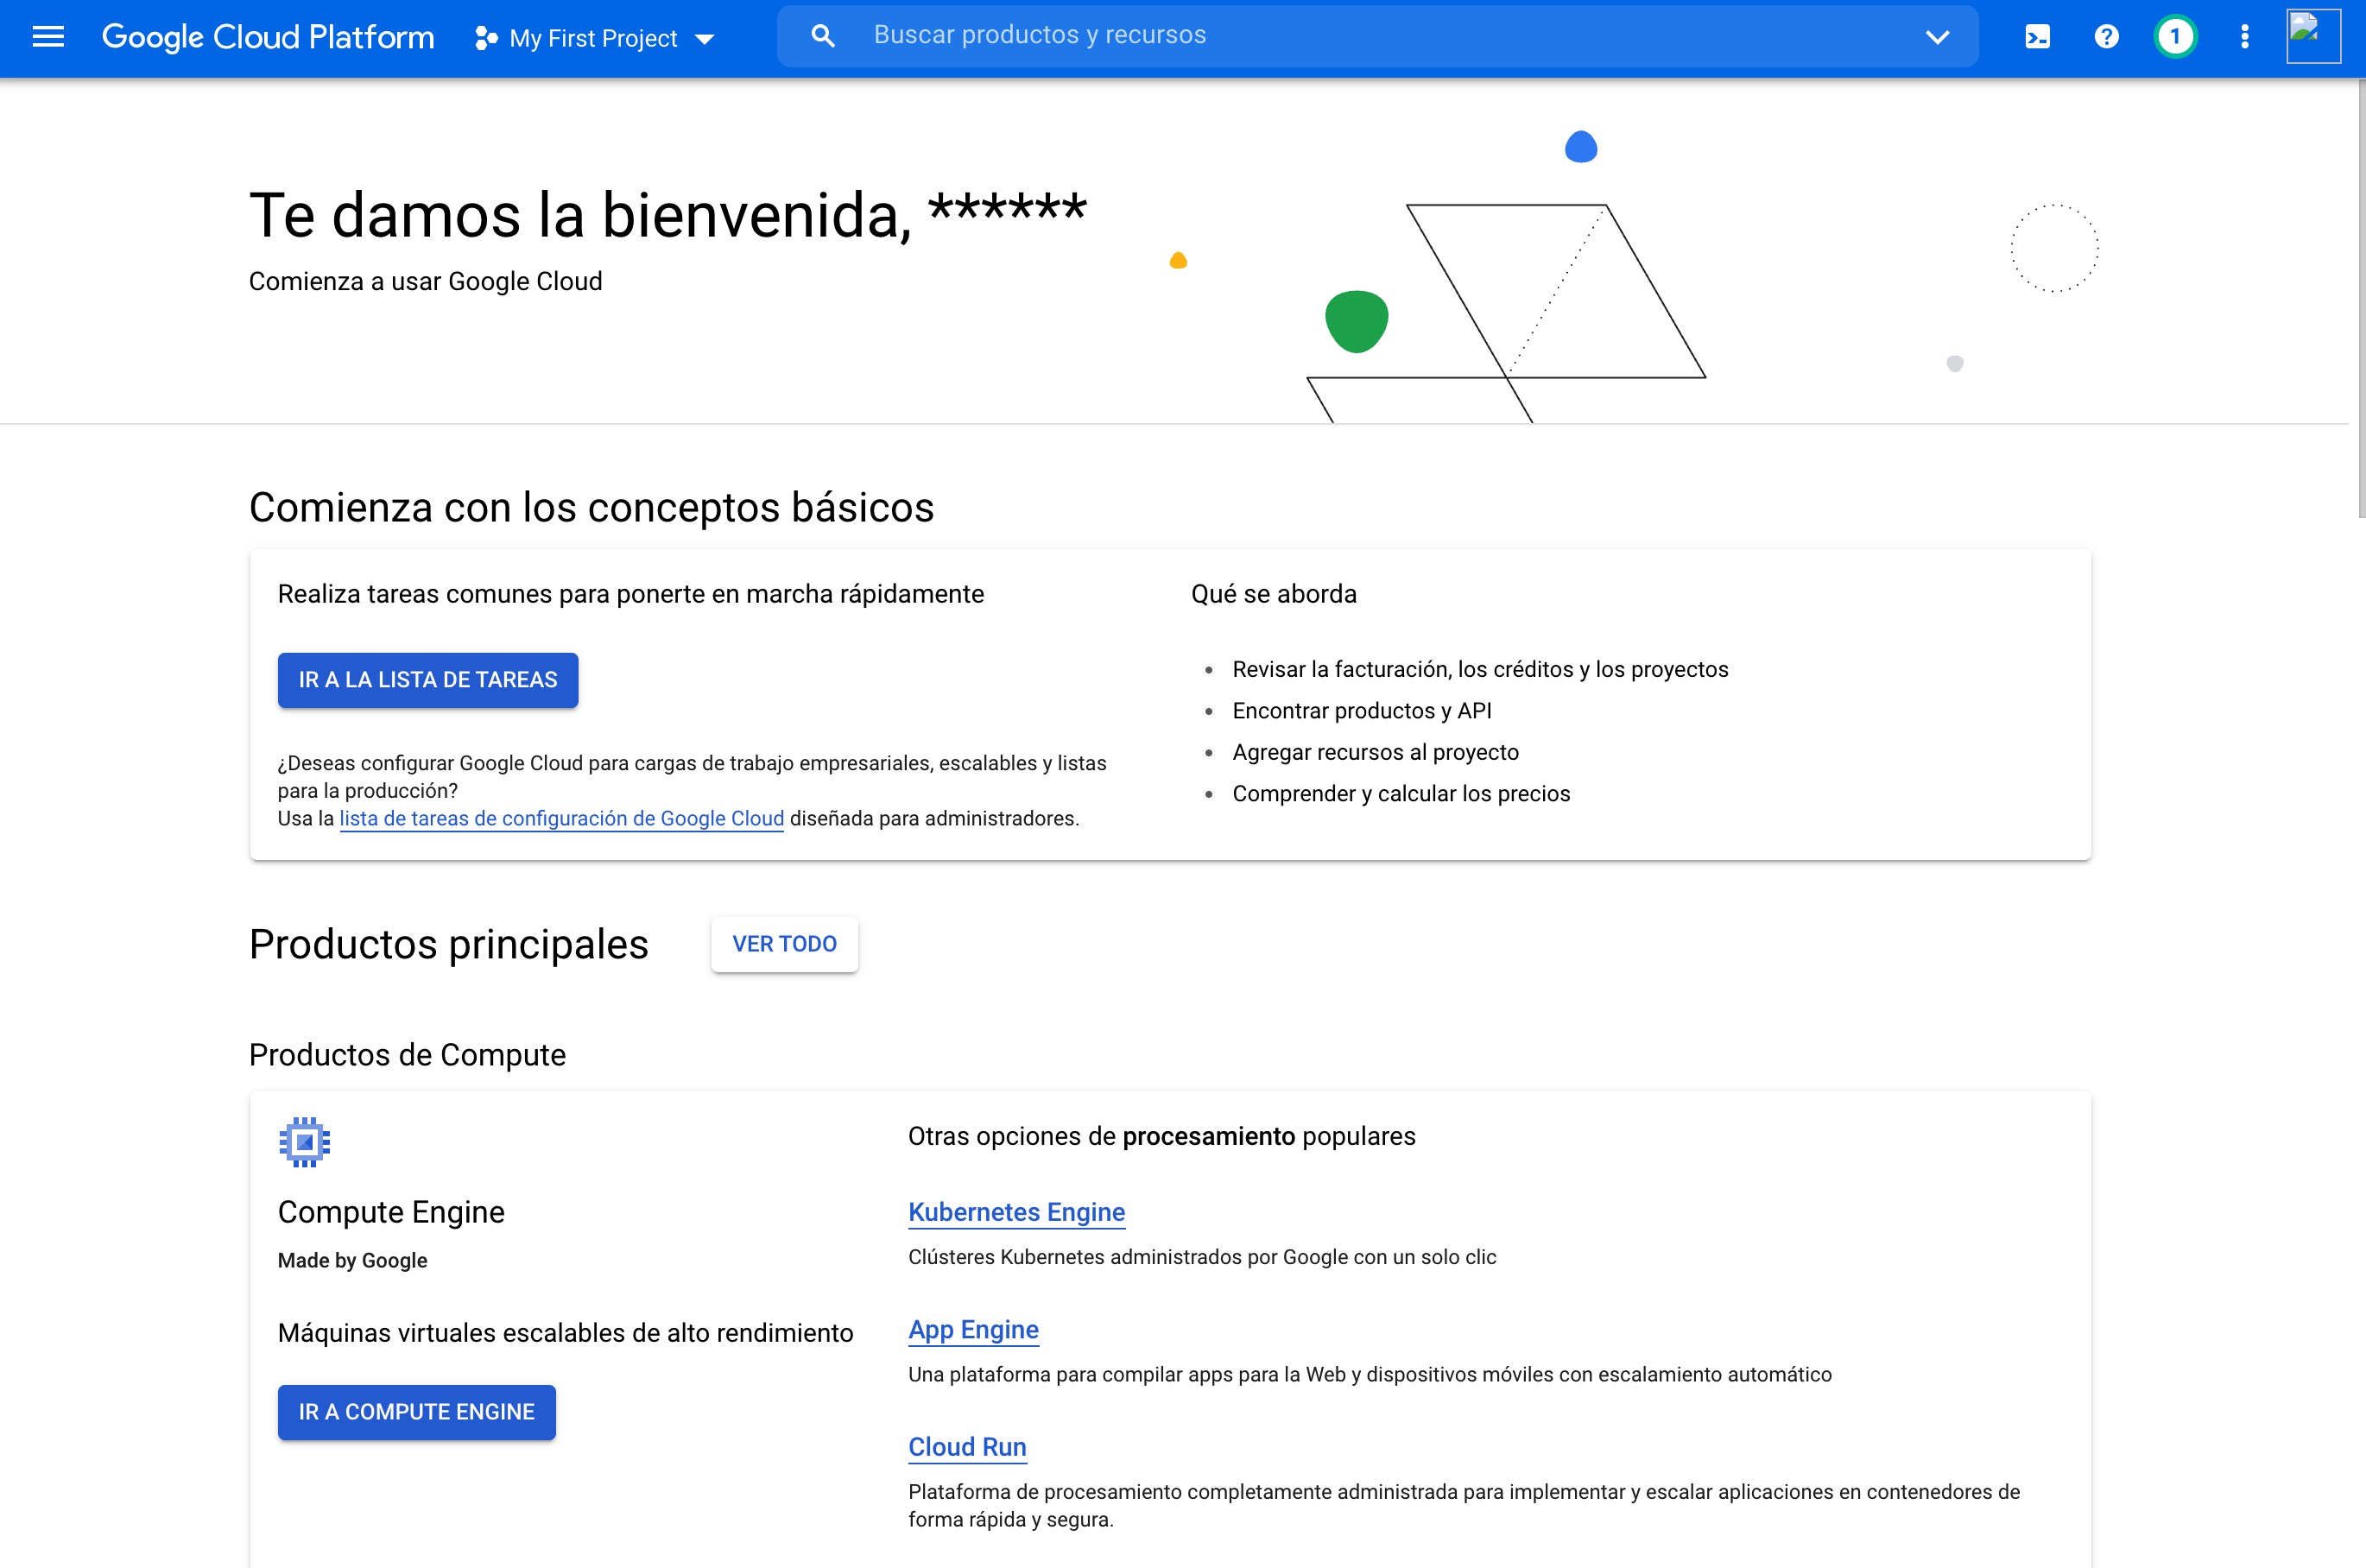 Google Cloud Platform
My First Project
Buscar productos y recursos
1
Te damos la bienvenida, ******
Comienza a usar Google Cloud
Comienza con los conceptos básicos
Realiza tareas comunes para ponerte en marcha rápidamente
IR A LA LISTA DE TAREAS
¿Deseas configurar Google Cloud para cargas de trabajo empresariales, escalables y listas
para la producción?
Usa la lista de tareas de configuración de Google Cloud diseñada para administradores.
Qué se aborda
• Revisar la facturación, los créditos y los proyectos
• Encontrar productos y API
• Agregar recursos al proyecto
• Comprender y calcular los precios
Productos principales
VER TODO
Productos de Compute
Compute Engine
Made by Google
Máquinas virtuales escalables de alto rendimiento
IR A COMPUTE ENGINE
Otras opciones de procesamiento populares
Kubernetes Engine
Clústeres Kubernetes administrados por Google con un solo clic
App Engine
Una plataforma para compilar apps para la Web y dispositivos móviles con escalamiento automático
Cloud Run
Plataforma de procesamiento completamente administrada para implementar y escalar aplicaciones en contenedores de
forma rápida y segura.